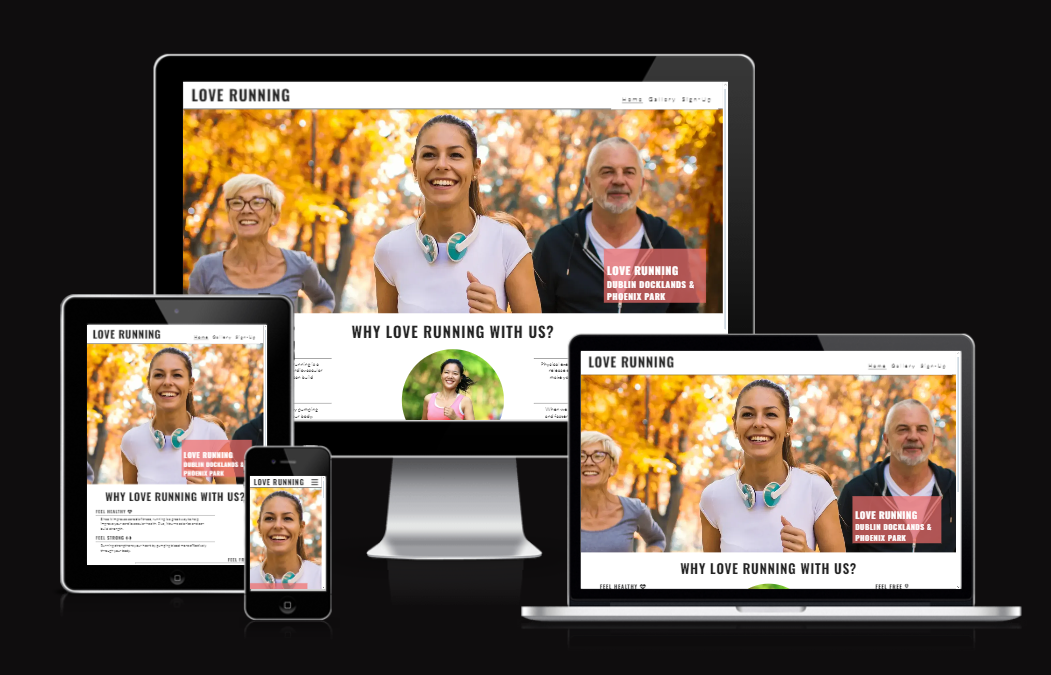 LOVE RUNNING
Home Gallery Sign-Up
LOVE RUNNING
DUBLIN DOCKLANDS &
PHOENIX PARK
WHY LOVE RUNNING WITH US?
LOVE RUNNING
Home Gallery Sign-Up
LOVE RUNNING
DUBLIN DOCKLANDS &
PHOENIX PARK
WHY LOVE RUNNING WITH US?
FEEL HEALTHY
FEEL STRONG
LOVE RUNNING
LOVE RUNNING
Home Gallery Sign-Up
LOVE RUNNING
DUBLIN DOCKLANDS &
PHOENIX PARK
WHY LOVE RUNNING WITH US?
FEEL HEALTHY
FEEL FREE